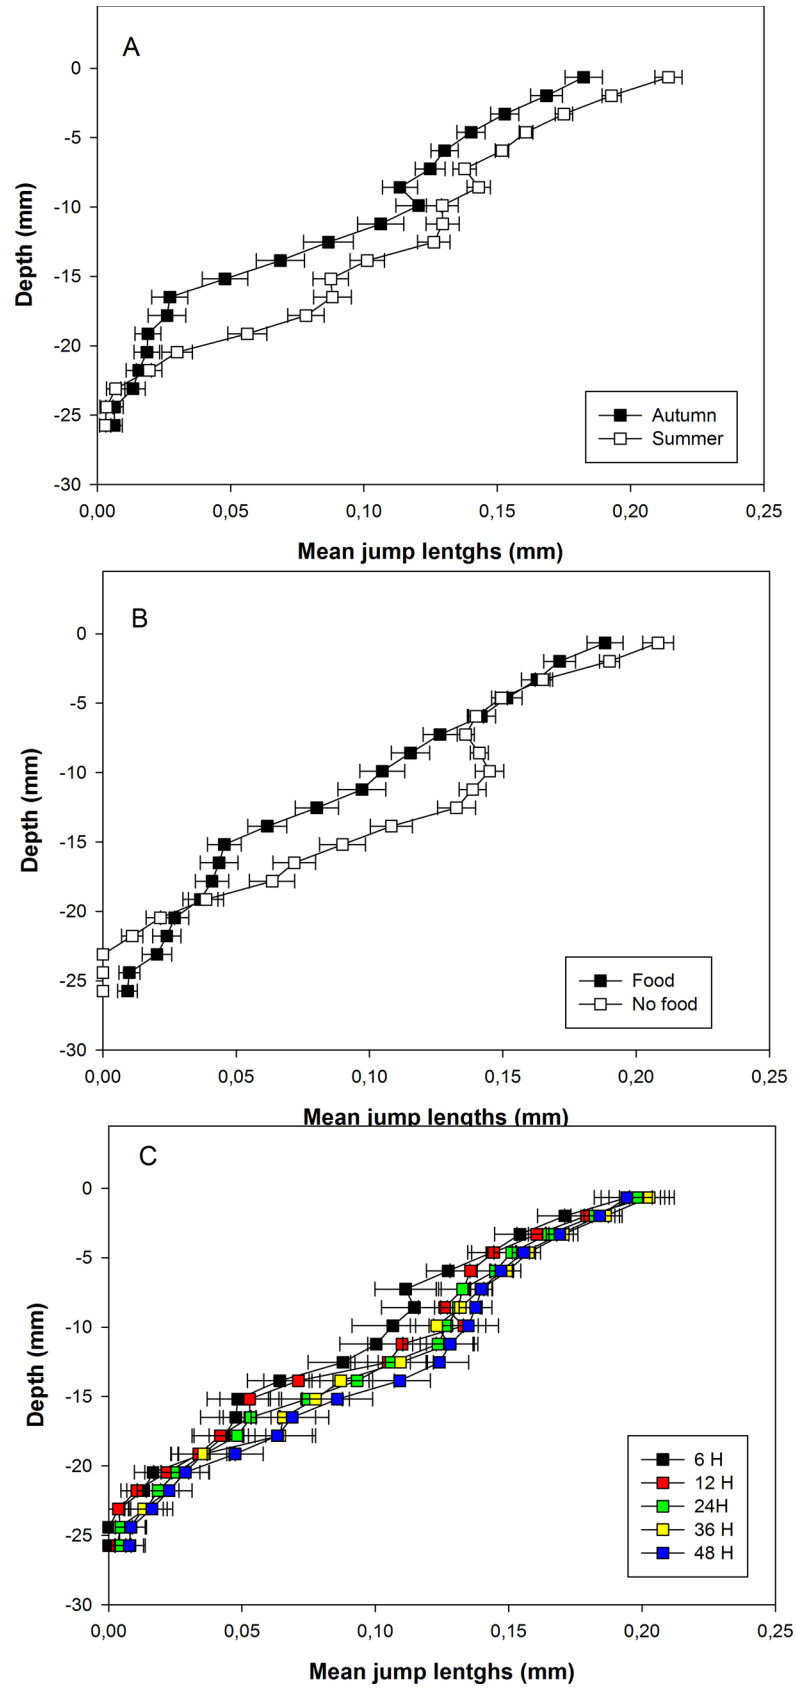 A
0
-5
-10
-15
-20
-25
-30
Depth (mm)
Autumn
Summer
0,00 0,05 0,10 0,15 0,20 0,25
Mean jump lentghs (mm)
B
0
-5
-10
-15
-20
-25
-30
Depth (mm)
Food
No food
0,00 0,05 0,10 0,15 0,20 0,25
Mean jump lengths (mm)
C
0
-5
-10
-15
-20
-25
-30
Depth (mm)
6 H
12 H
24H
36 H
48 H
0,00 0,05 0,10 0,15 0,20 0,25
Mean jump lentghs (mm)